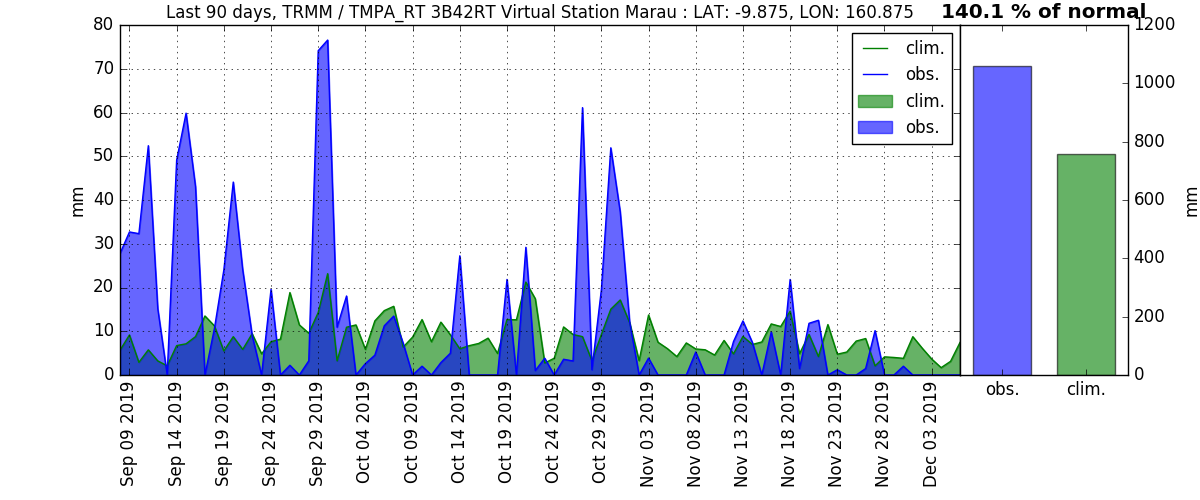 Last 90 days, TRMM / TMPA_RT 3B42RT Virtual Station Marau : LAT: -9.875, LON: 160.875
140.1 % of normal
80
70
60
50
40
30
20
10
0
mm
clim.
obs.
clim.
obs.
1200
1000
800
600
400
200
0
mm
obs.
clim.
Sep 09 2019
Sep 14 2019
Sep 19 2019
Sep 24 2019
Sep 29 2019
Oct 04 2019
Oct 09 2019
Oct 14 2019
Oct 19 2019
Oct 24 2019
Oct 29 2019
Nov 03 2019
Nov 08 2019
Nov 13 2019
Nov 18 2019
Nov 23 2019
Nov 28 2019
Dec 03 2019